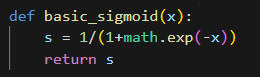 def basic_sigmoid(x):
    s = 1/(1+math.exp(-x))
    return s